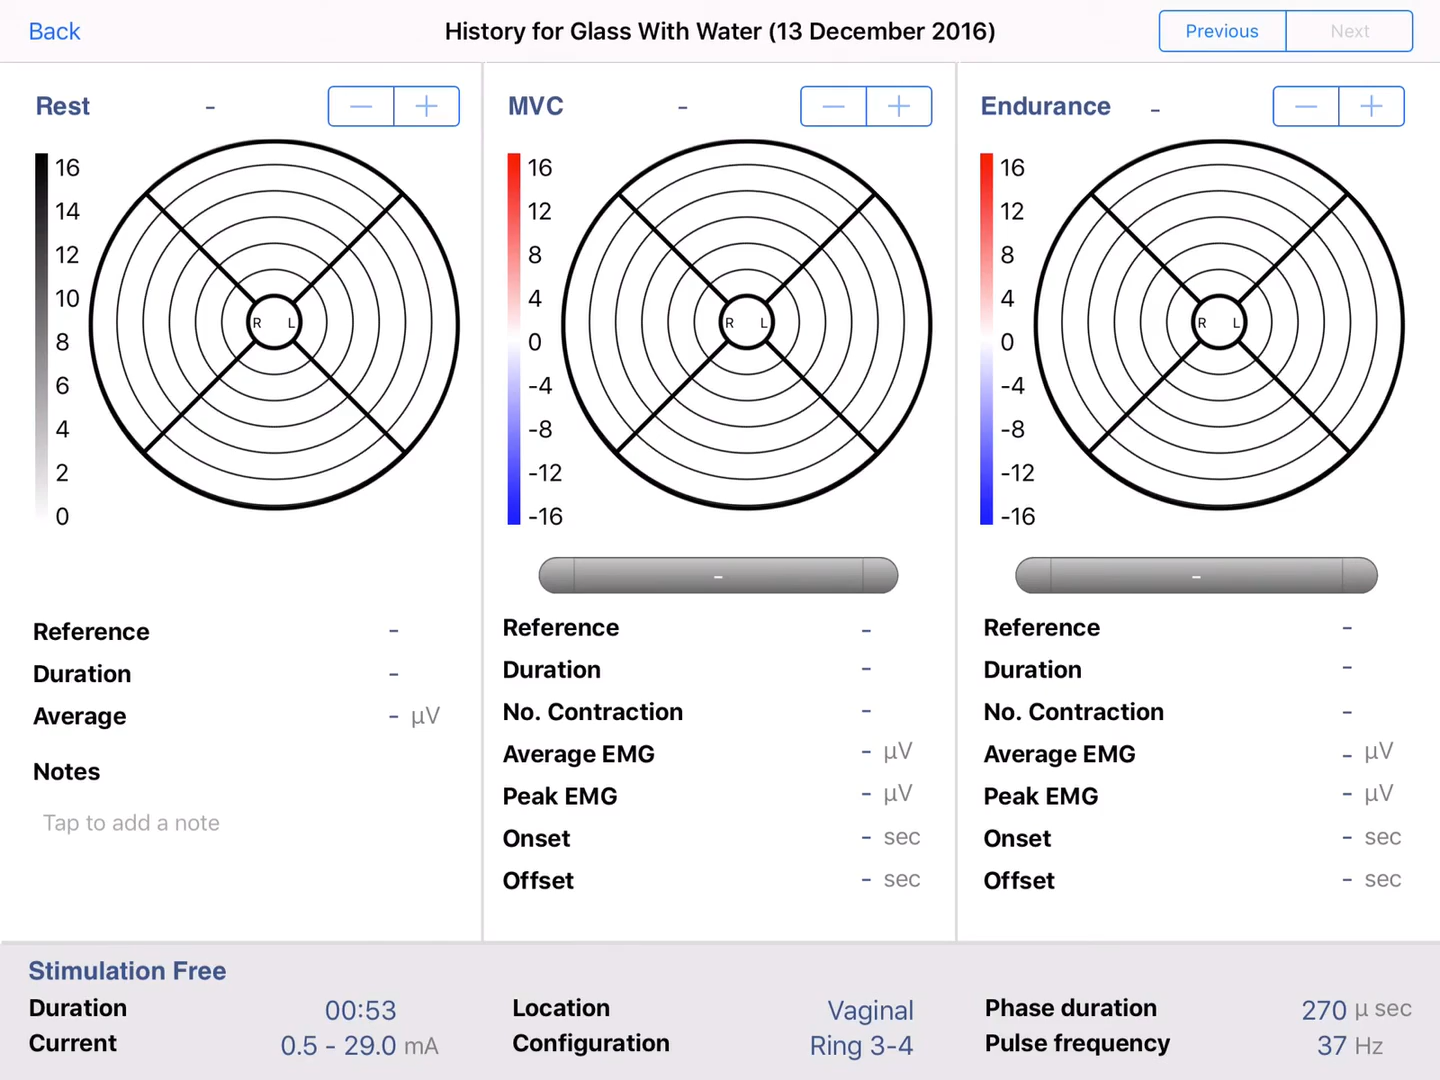 Back
History for Glass With Water (13 December 2016)
Previous
Next
Rest -
16
14
12
10
8
6
4
2
0
R L
Reference -
Duration -
Average - µV
Notes
Tap to add a note
MVC -
16
12
8
4
0
-4
-8
-12
-16
R L
-
Reference -
Duration -
No. Contraction -
Average EMG - µV
Peak EMG - µV
Onset - sec
Offset - sec
Endurance -
16
12
8
4
0
-4
-8
-12
-16
R L
-
Reference -
Duration -
No. Contraction -
Average EMG - µV
Peak EMG - µV
Onset - sec
Offset - sec
Stimulation Free
Duration 00:53
Current 0.5 - 29.0 mA
Location Vaginal
Configuration Ring 3-4
Phase duration 270 µ sec
Pulse frequency 37 Hz